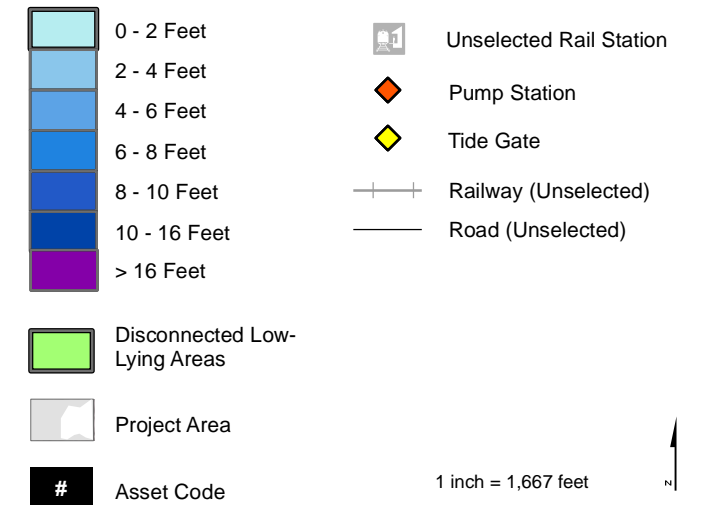 0 - 2 Feet
2 - 4 Feet
4 - 6 Feet
6 - 8 Feet
8 - 10 Feet
10 - 16 Feet
> 16 Feet
Disconnected Low-
Lying Areas
Project Area
# Asset Code
Unselected Rail Station
Pump Station
Tide Gate
Railway (Unselected)
Road (Unselected)
1 inch = 1,667 feet
N